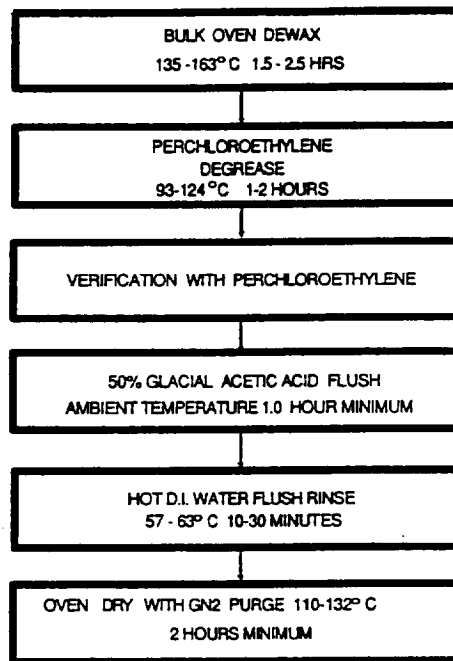 BULK OVEN DEWAX
135 -163° C 1.5 - 2.5 HRS
PERCHLOROETHYLENE
DEGREASE
93-124 °C 1-2 HOURS
VERIFICATION WITH PERCHLOROETHYLENE
50% GLACIAL ACETIC ACID FLUSH
AMBIENT TEMPERATURE 1.0 HOUR MINIMUM
HOT D.I. WATER FLUSH RINSE
57 - 63° C 10-30 MINUTES
OVEN DRY WITH GN2 PURGE 110-132° C
2 HOURS MINIMUM